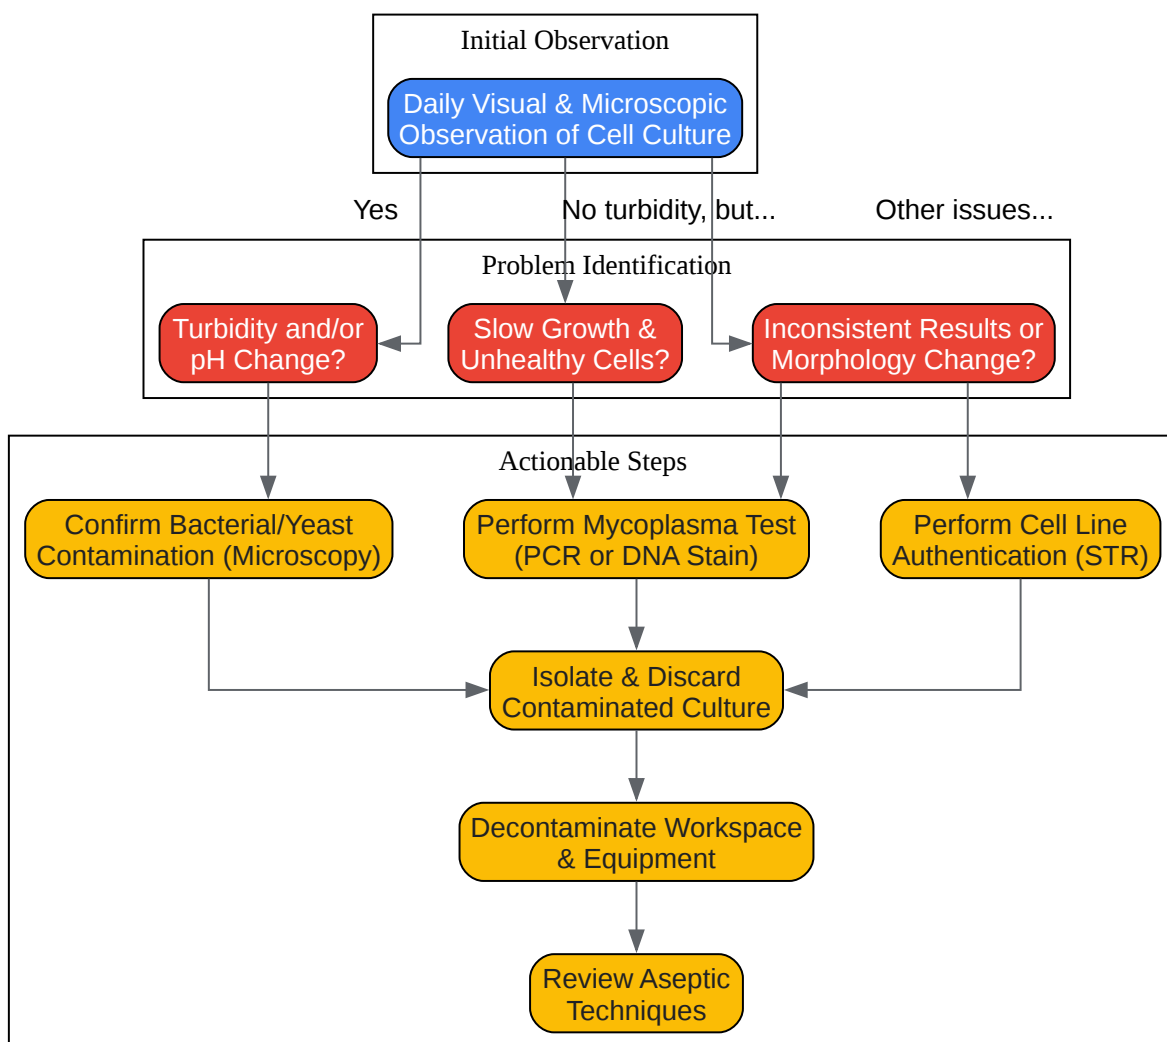 Initial Observation
Daily Visual & Microscopic
Observation of Cell Culture
Yes
No turbidity, but...
Other issues...
Problem Identification
Turbidity and/or
pH Change?
Slow Growth &
Unhealthy Cells?
Inconsistent Results or
Morphology Change?
Actionable Steps
Confirm Bacterial/Yeast
Contamination (Microscopy)
Perform Mycoplasma Test
(PCR or DNA Stain)
Perform Cell Line
Authentication (STR)
Isolate & Discard
Contaminated Culture
Decontaminate Workspace
& Equipment
Review Aseptic
Techniques